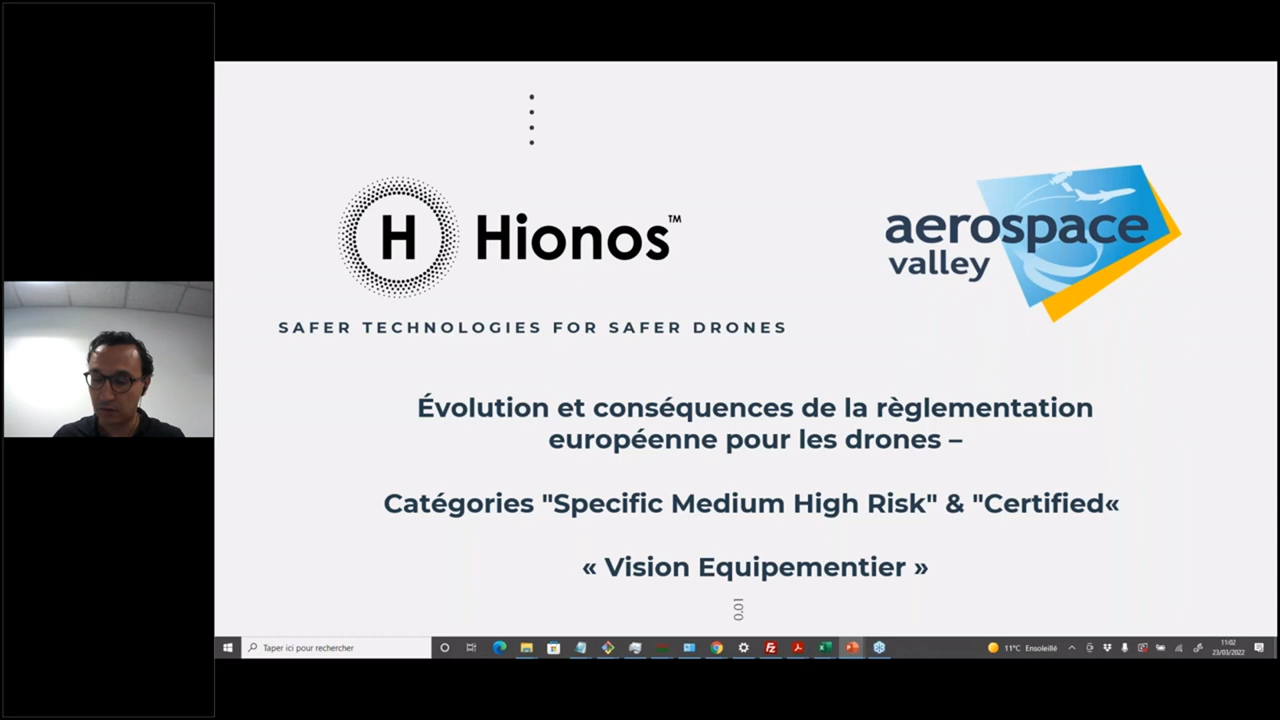 H Hionos™
aerospace
valley
SAFER TECHNOLOGIES FOR SAFER DRONES
Évolution et conséquences de la règlementation
européenne pour les drones –
Catégories "Specific Medium High Risk" & "Certified«
« Vision Equipementier »
0.01
Taper ici pour rechercher
11°C Ensoleillé
11:02
23/03/2022